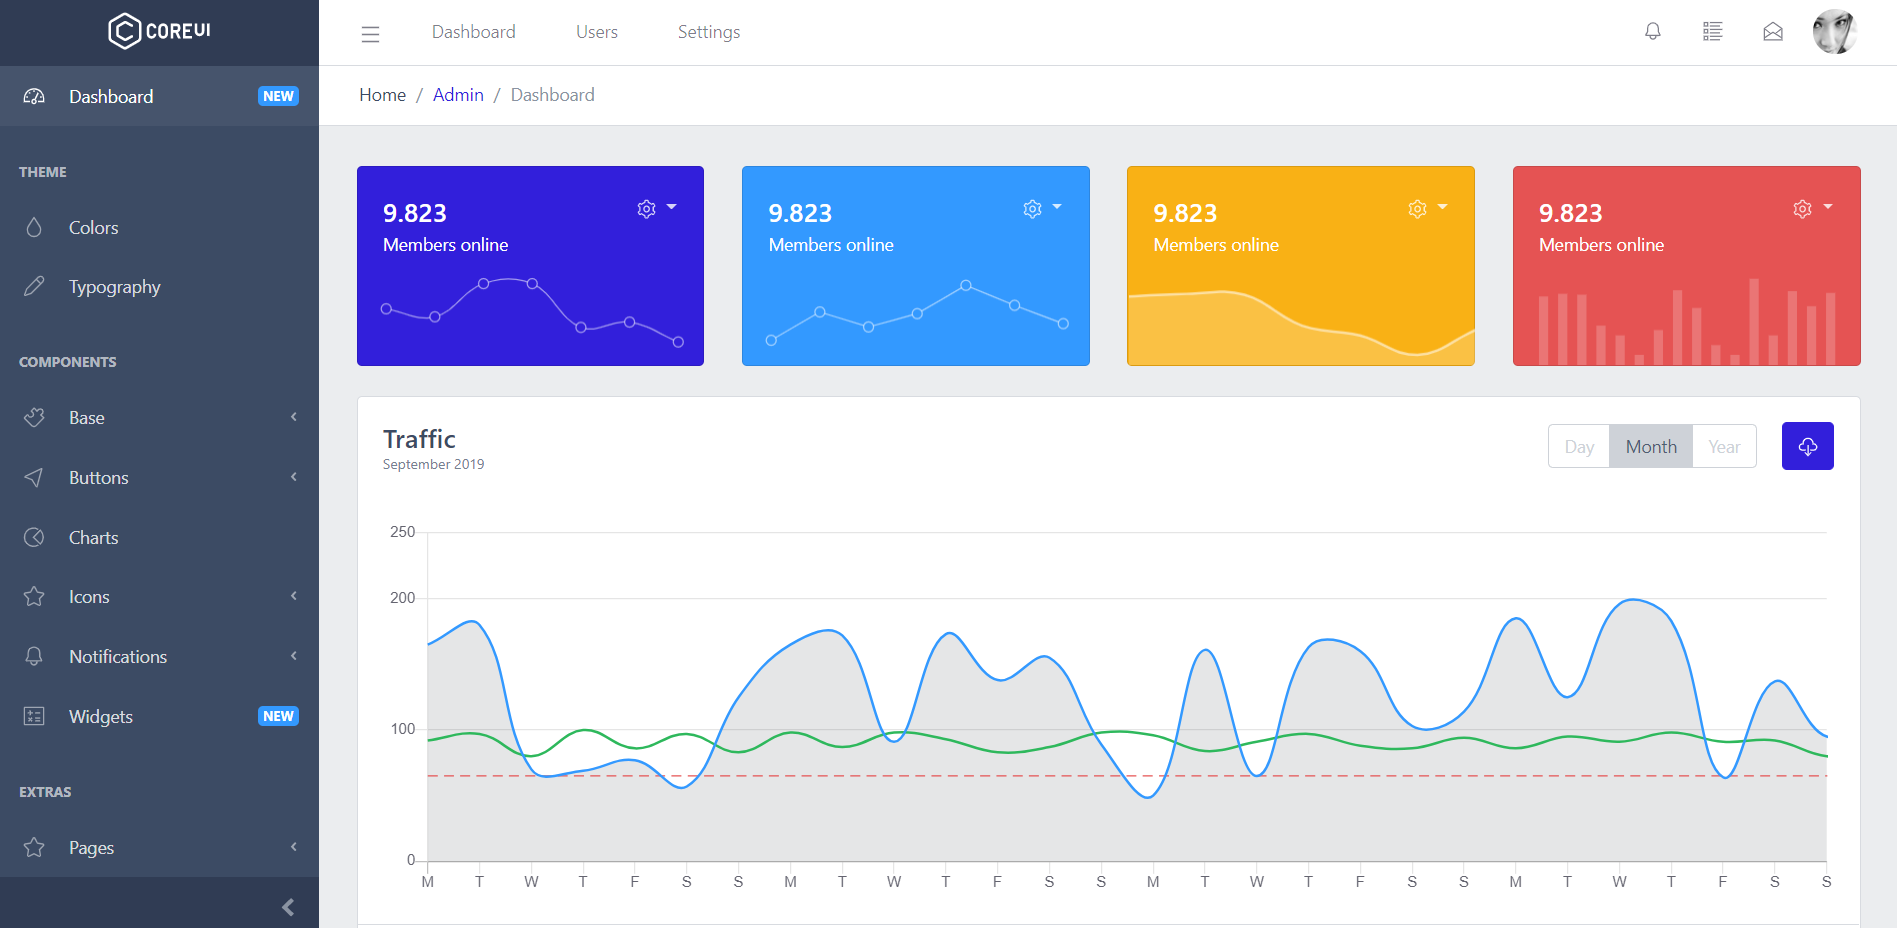 COREUI
Dashboard Users Settings
Dashboard NEW
Home / Admin / Dashboard
THEME
Colors
Typography
COMPONENTS
Base
Buttons
Charts
Icons
Notifications
Widgets NEW
EXTRAS
Pages
9.823
Members online
9.823
Members online
9.823
Members online
9.823
Members online
Traffic
September 2019
Day Month Year
250
200
100
0
M T W T F S S M T W T F S S M T W T F S S M T W T F S S